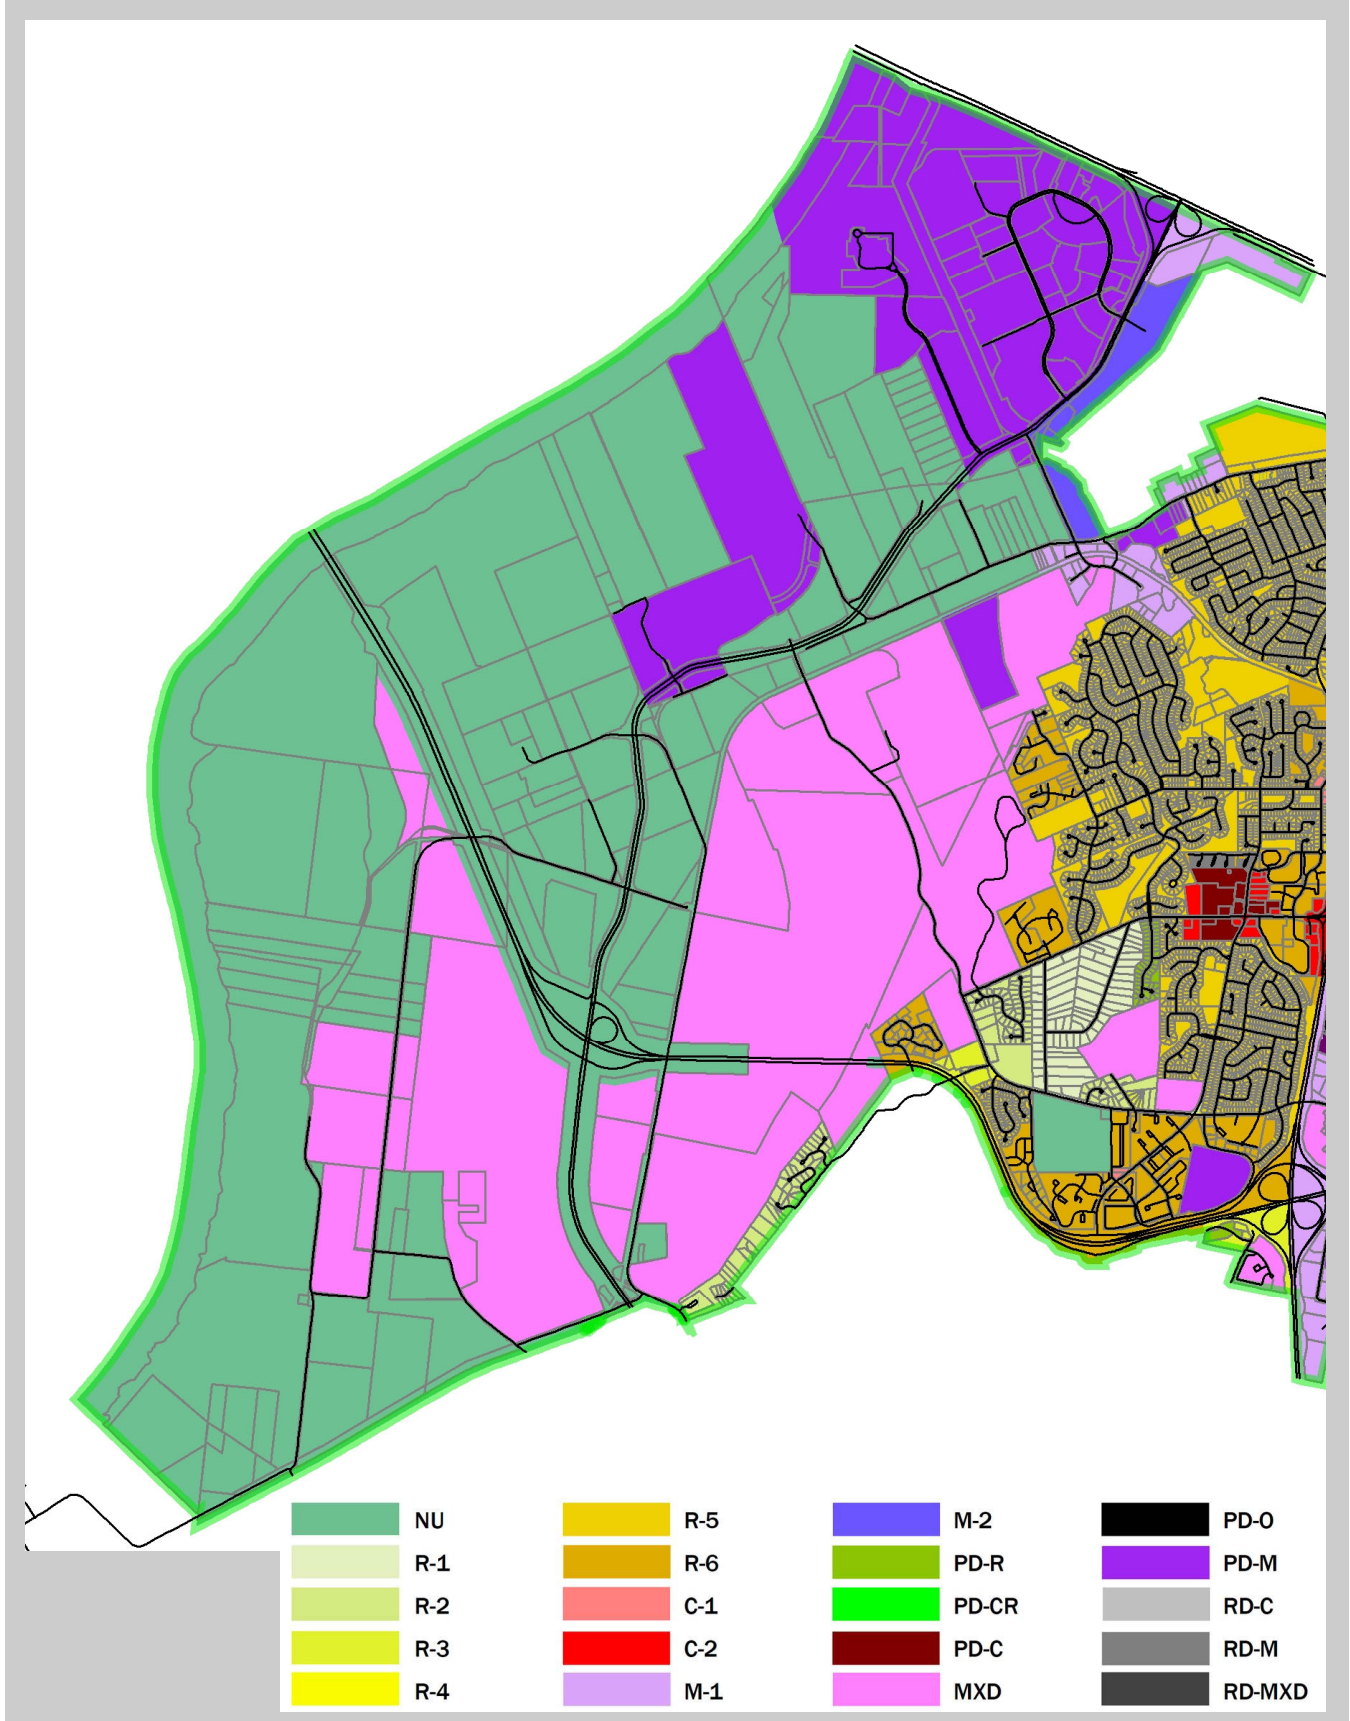 NU R-5 M-2 PD-O
R-1 R-6 PD-R PD-M
R-2 C-1 PD-CR RD-C
R-3 C-2 PD-C RD-M
R-4 M-1 MXD RD-MXD